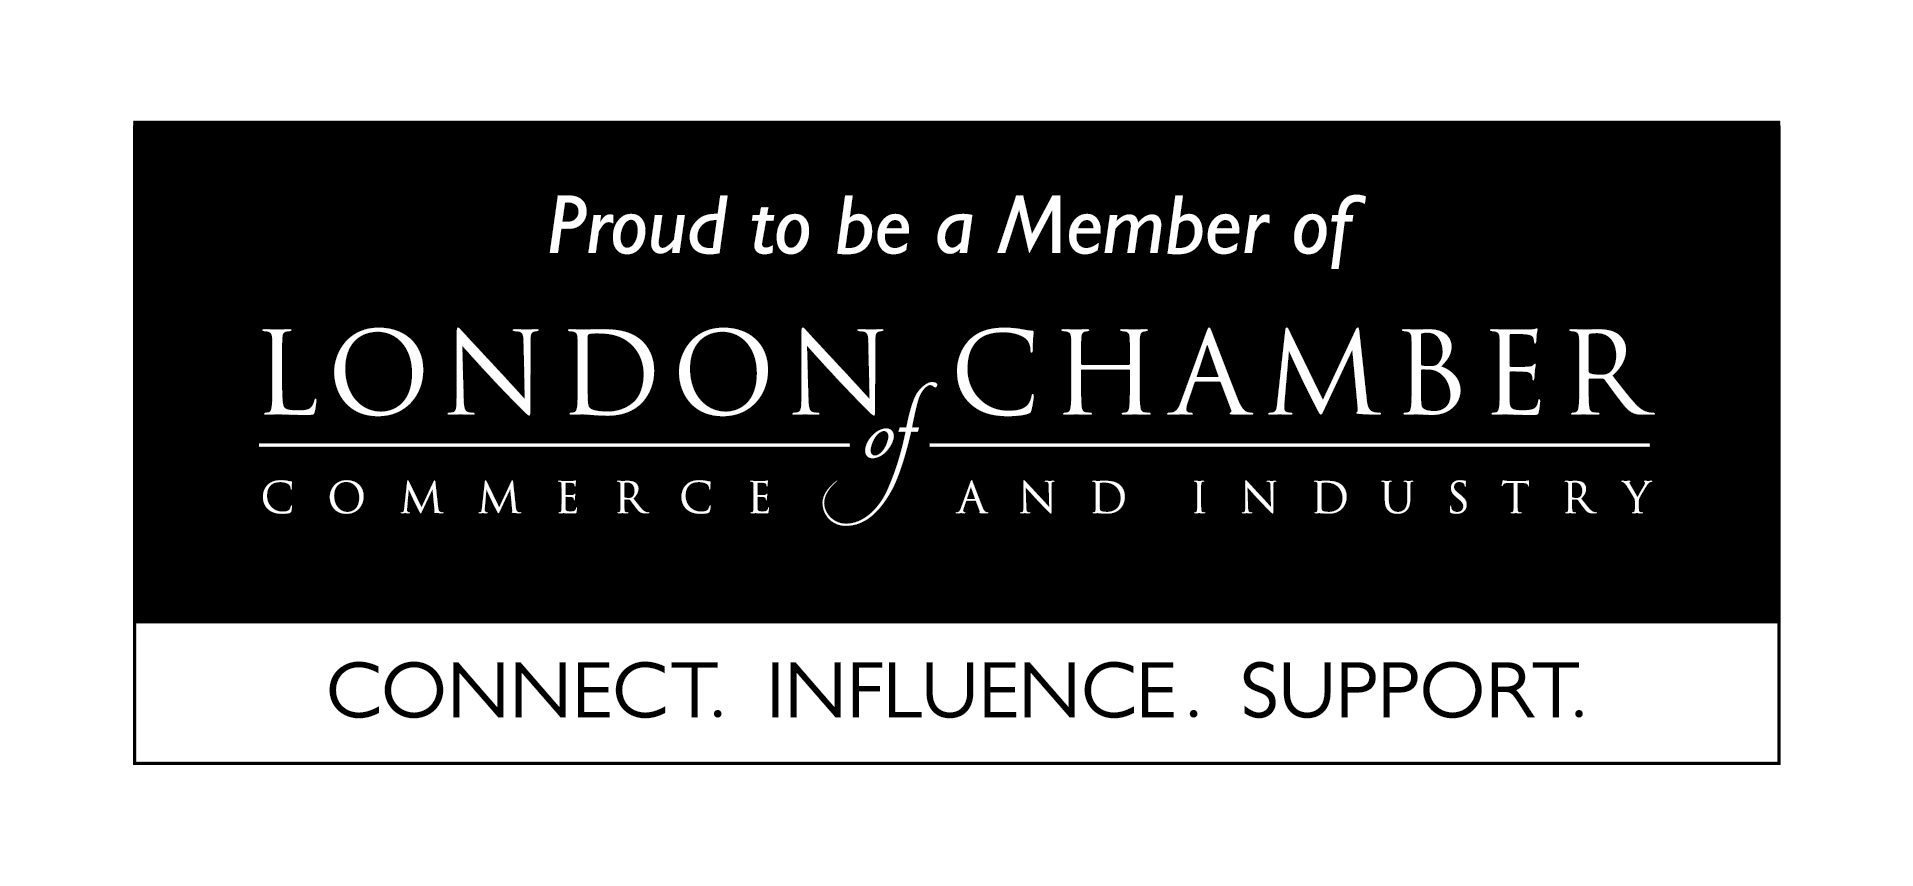 Proud to be a Member of
LONDON CHAMBER
of
COMMERCE AND INDUSTRY
CONNECT. INFLUENCE. SUPPORT.